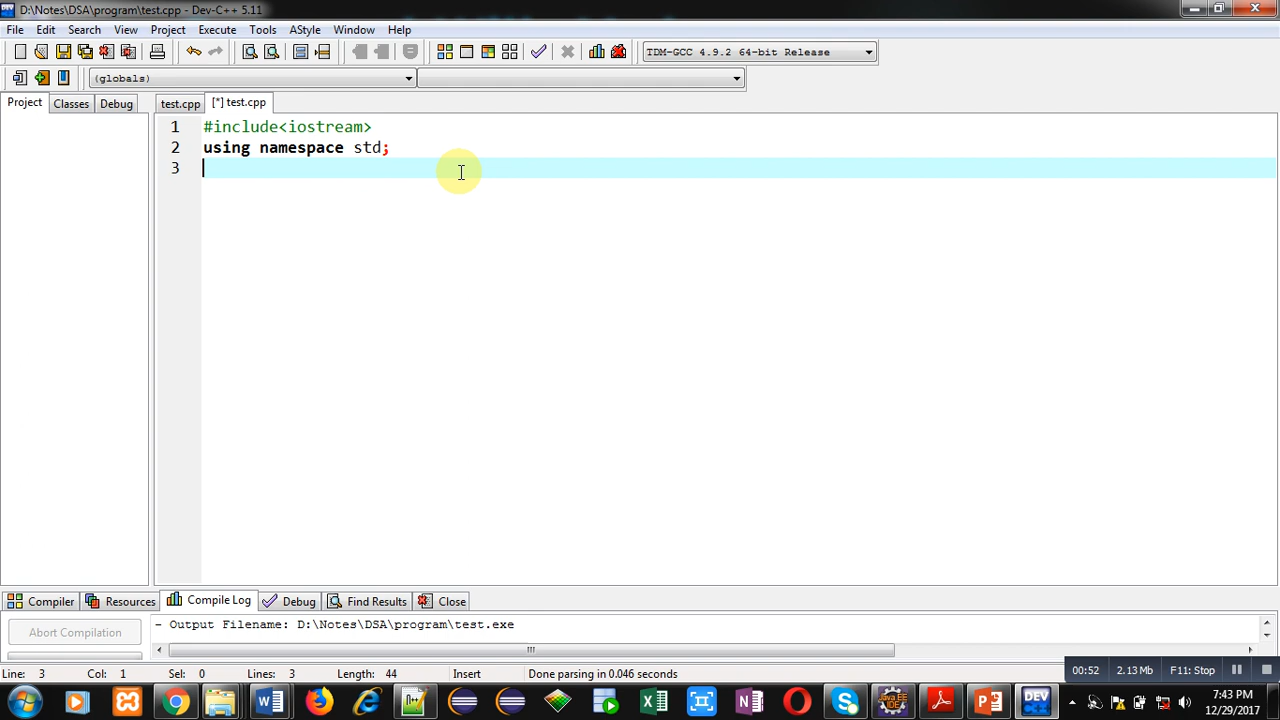 D:\Notes\DSA\program\test.cpp - Dev-C++ 5.11
File Edit Search View Project Execute Tools AStyle Window Help
TDM-GCC 4.9.2 64-bit Release
(globals)
Project Classes Debug test.cpp [*] test.cpp
1 #include<iostream>
2 using namespace std;
3
Compiler Resources Compile Log Debug Find Results Close
Abort Compilation
- Output Filename: D:\Notes\DSA\program\test.exe
00:52 2.13 Mb F11: Stop
Line: 3 Col: 1 Sel: 0 Lines: 3 Length: 44 Insert Done parsing in 0.046 seconds
7:43 PM
12/29/2017